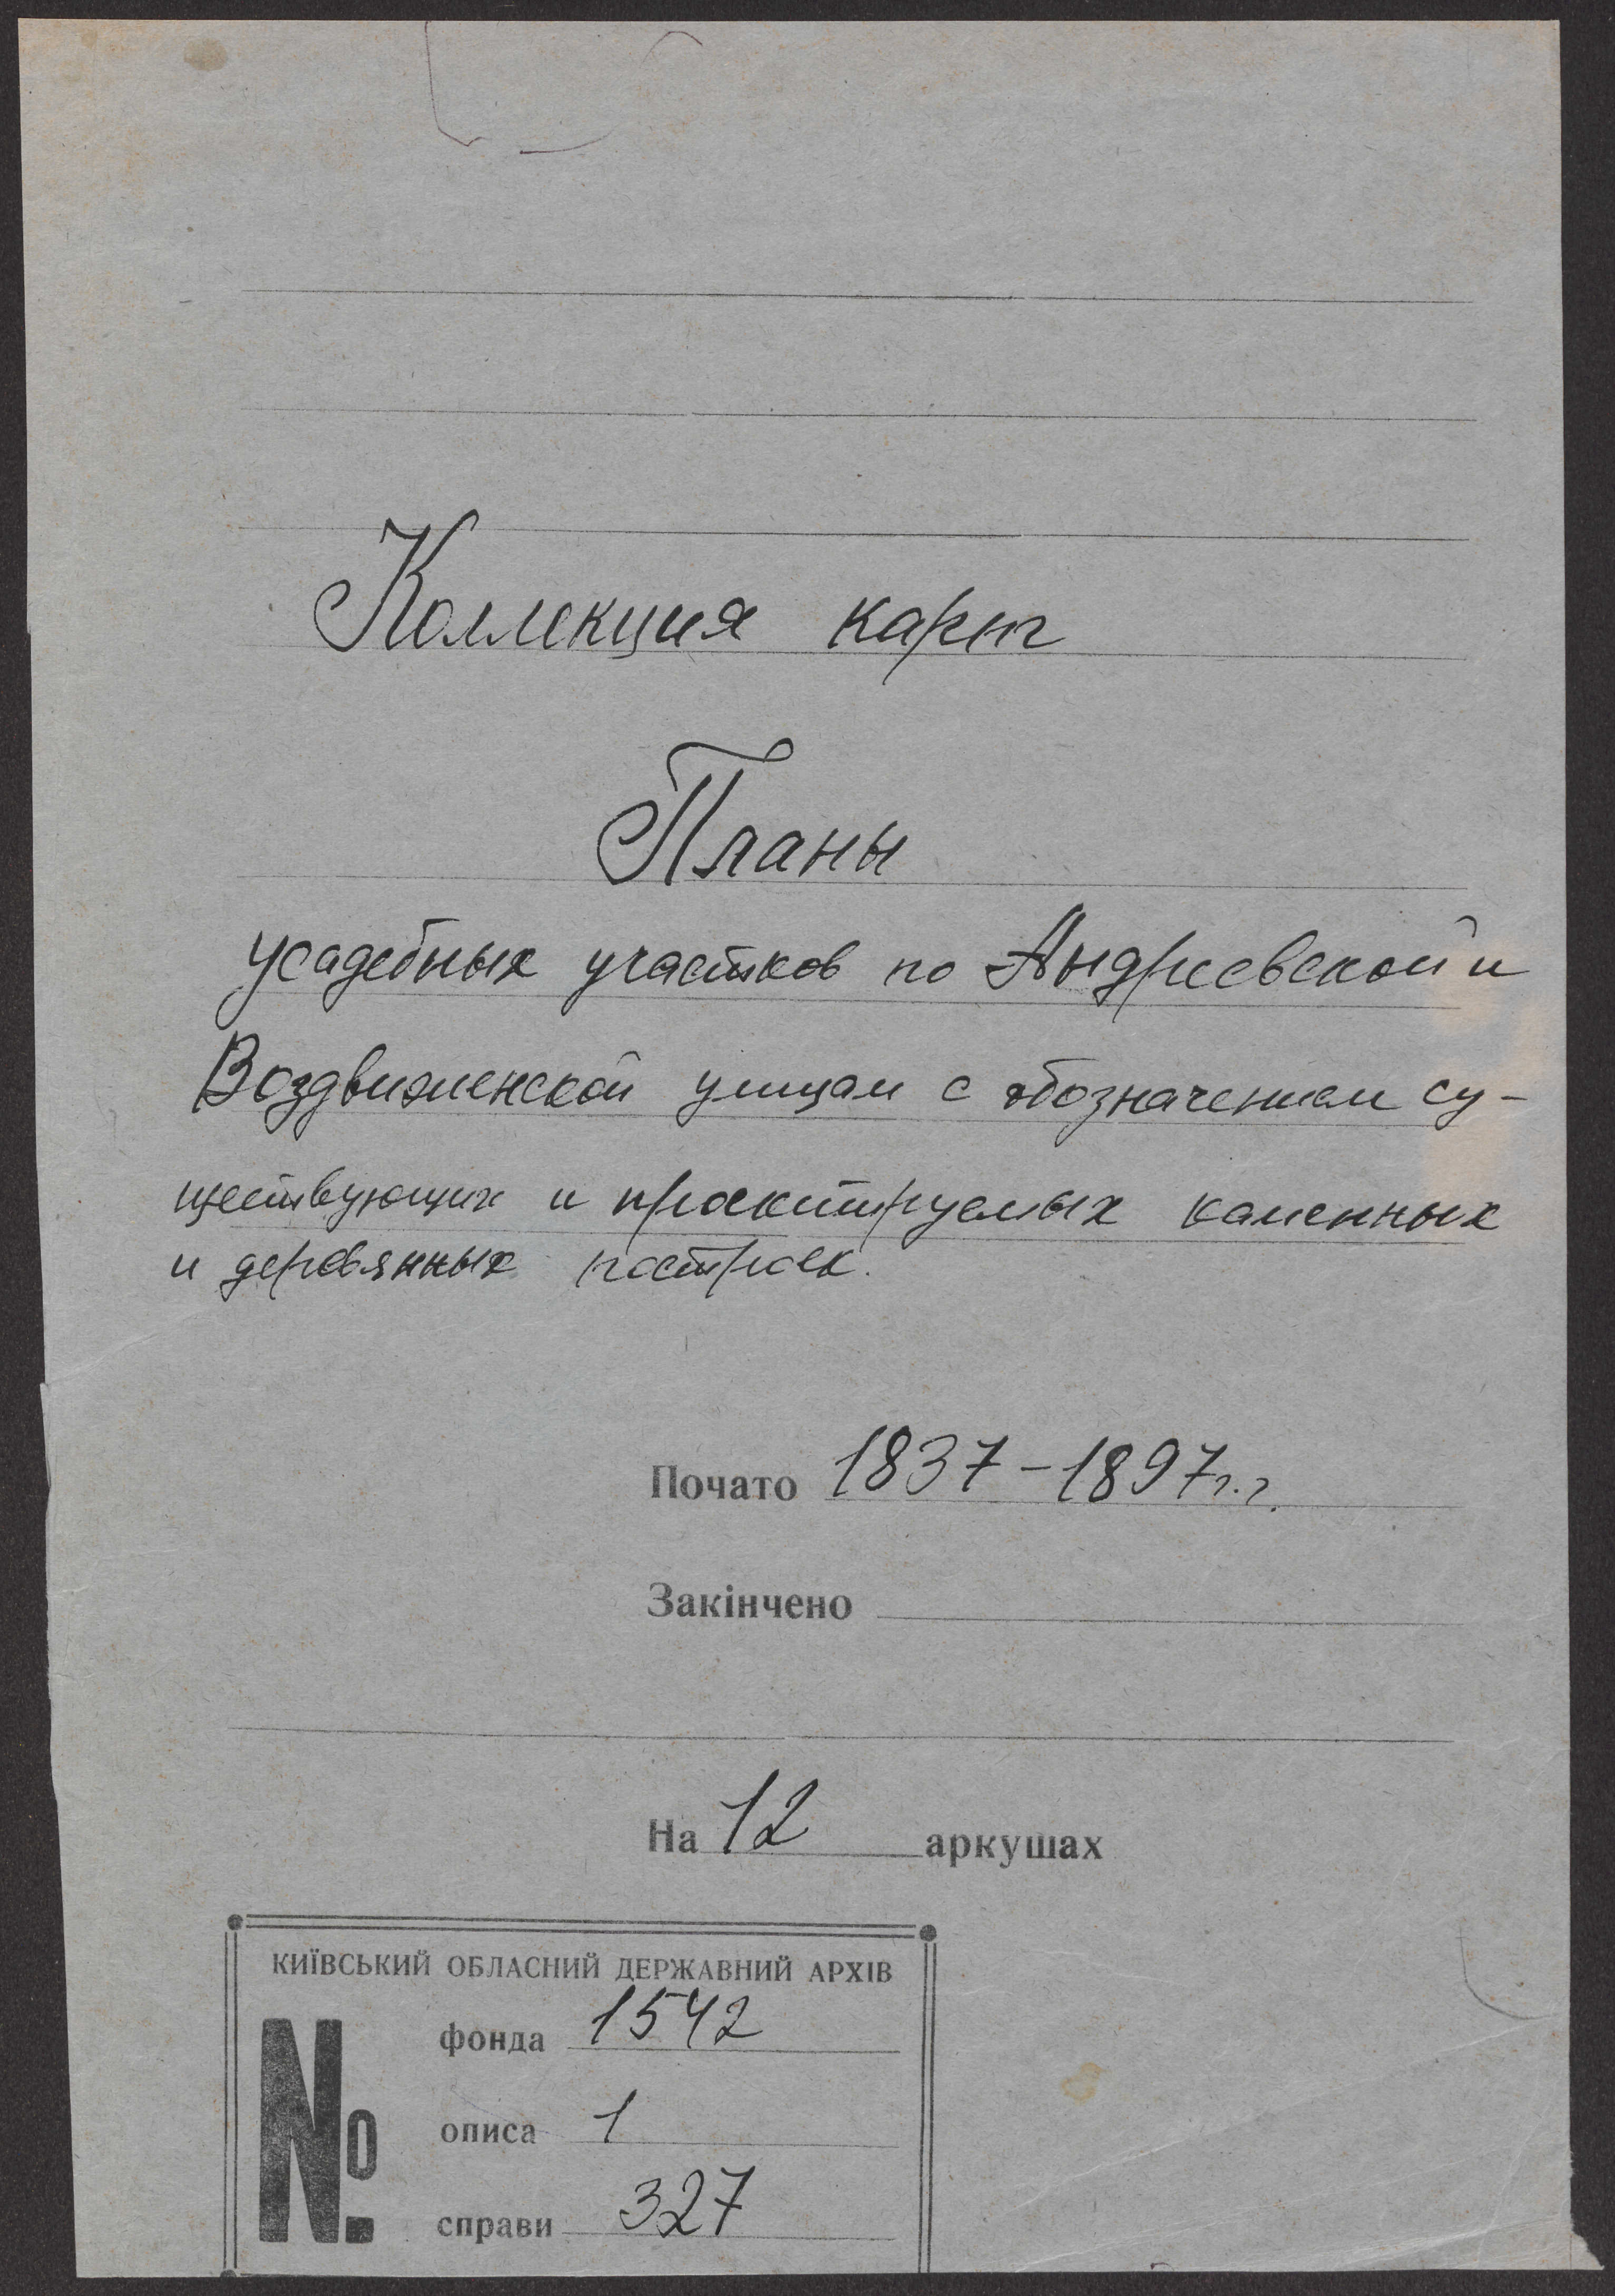 Коллекция карт
Планы
усадебных участков по Андреевской и
Воздвиженской улицам с обозначением су-
ществующих и проектируемых каменных
и деревянных построек.
Почато 1837-1897г.г.
Закінчено
На 12 аркушах
КИЇВСЬКИЙ ОБЛАСНИЙ ДЕРЖАВНИЙ АРХІВ
№
фонда 1542
описа 1
справи 327